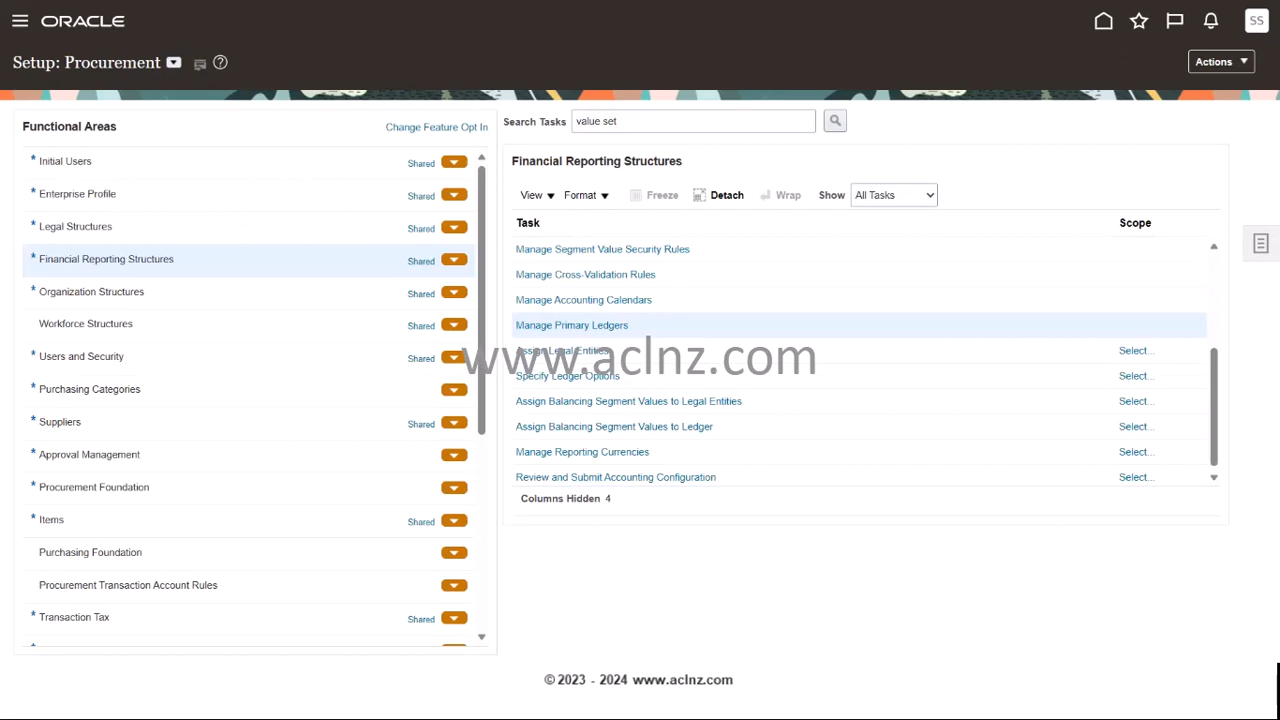 ORACLE
SS
Setup: Procurement
Actions
Functional Areas
Change Feature Opt In
* Initial Users Shared
* Enterprise Profile Shared
* Legal Structures Shared
* Financial Reporting Structures Shared
* Organization Structures Shared
Workforce Structures Shared
* Users and Security Shared
* Purchasing Categories
* Suppliers Shared
* Approval Management
* Procurement Foundation
* Items Shared
Purchasing Foundation
Procurement Transaction Account Rules
* Transaction Tax Shared
Search Tasks value set
Financial Reporting Structures
View Format Freeze Detach Wrap Show All Tasks
Task Scope
Manage Segment Value Security Rules
Manage Cross-Validation Rules
Manage Accounting Calendars
Manage Primary Ledgers
Assign Legal Entities Select...
www.aclnz.com
Specify Ledger Options Select...
Assign Balancing Segment Values to Legal Entities Select...
Assign Balancing Segment Values to Ledger Select...
Manage Reporting Currencies Select...
Review and Submit Accounting Configuration Select...
Columns Hidden 4
© 2023 - 2024 www.aclnz.com